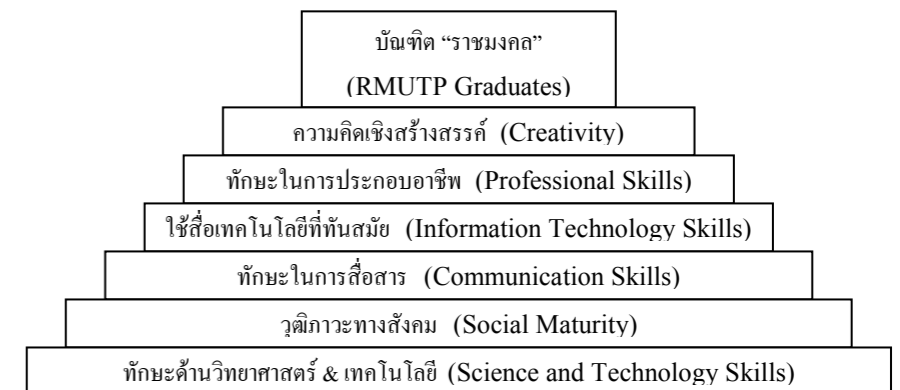 บัณฑิต “ราชมงคล”
(RMUTP Graduates)
ความคิดเชิงสร้างสรรค์ (Creativity)
ทักษะในการประกอบอาชีพ (Professional Skills)
ใช้สื่อเทคโนโลยีที่ทันสมัย (Information Technology Skills)
ทักษะในการสื่อสาร (Communication Skills)
วุฒิภาวะทางสังคม (Social Maturity)
ทักษะด้านวิทยาศาสตร์ & เทคโนโลยี (Science and Technology Skills)